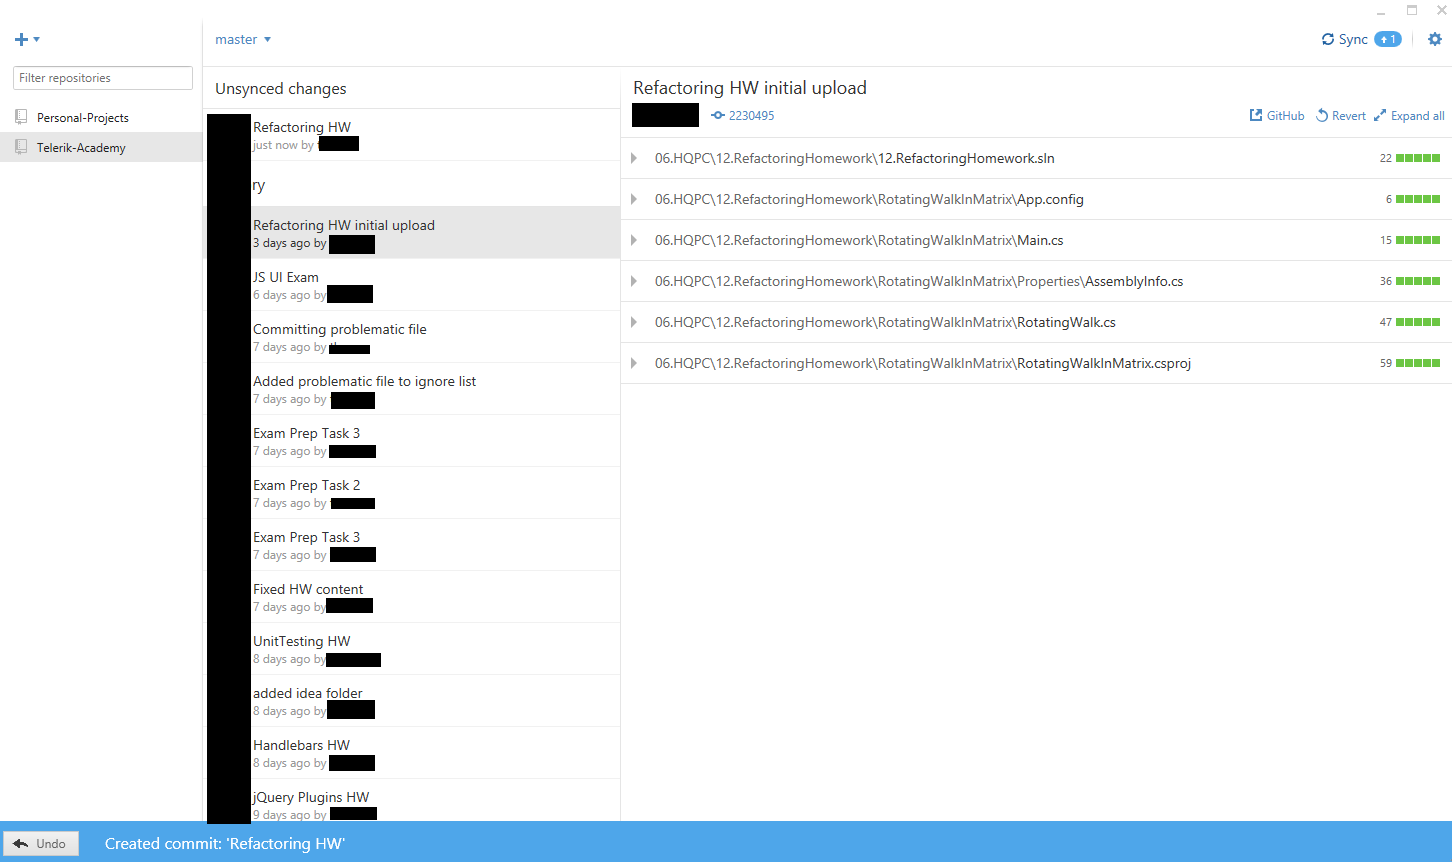 master
Sync 1
Filter repositories
Personal-Projects
Telerik-Academy
Unsynced changes
Refactoring HW
just now by
ry
Refactoring HW initial upload
3 days ago by
JS UI Exam
6 days ago by
Committing problematic file
7 days ago by
Added problematic file to ignore list
7 days ago by
Exam Prep Task 3
7 days ago by
Exam Prep Task 2
7 days ago by
Exam Prep Task 3
7 days ago by
Fixed HW content
7 days ago by
UnitTesting HW
8 days ago by
added idea folder
8 days ago by
Handlebars HW
8 days ago by
jQuery Plugins HW
9 days ago by
Refactoring HW initial upload
2230495
GitHub Revert Expand all
06.HQPC\12.RefactoringHomework\12.RefactoringHomework.sln 22
06.HQPC\12.RefactoringHomework\RotatingWalkInMatrix\App.config 6
06.HQPC\12.RefactoringHomework\RotatingWalkInMatrix\Main.cs 15
06.HQPC\12.RefactoringHomework\RotatingWalkInMatrix\Properties\AssemblyInfo.cs 36
06.HQPC\12.RefactoringHomework\RotatingWalkInMatrix\RotatingWalk.cs 47
06.HQPC\12.RefactoringHomework\RotatingWalkInMatrix\RotatingWalkInMatrix.csproj 59
Undo Created commit: 'Refactoring HW'